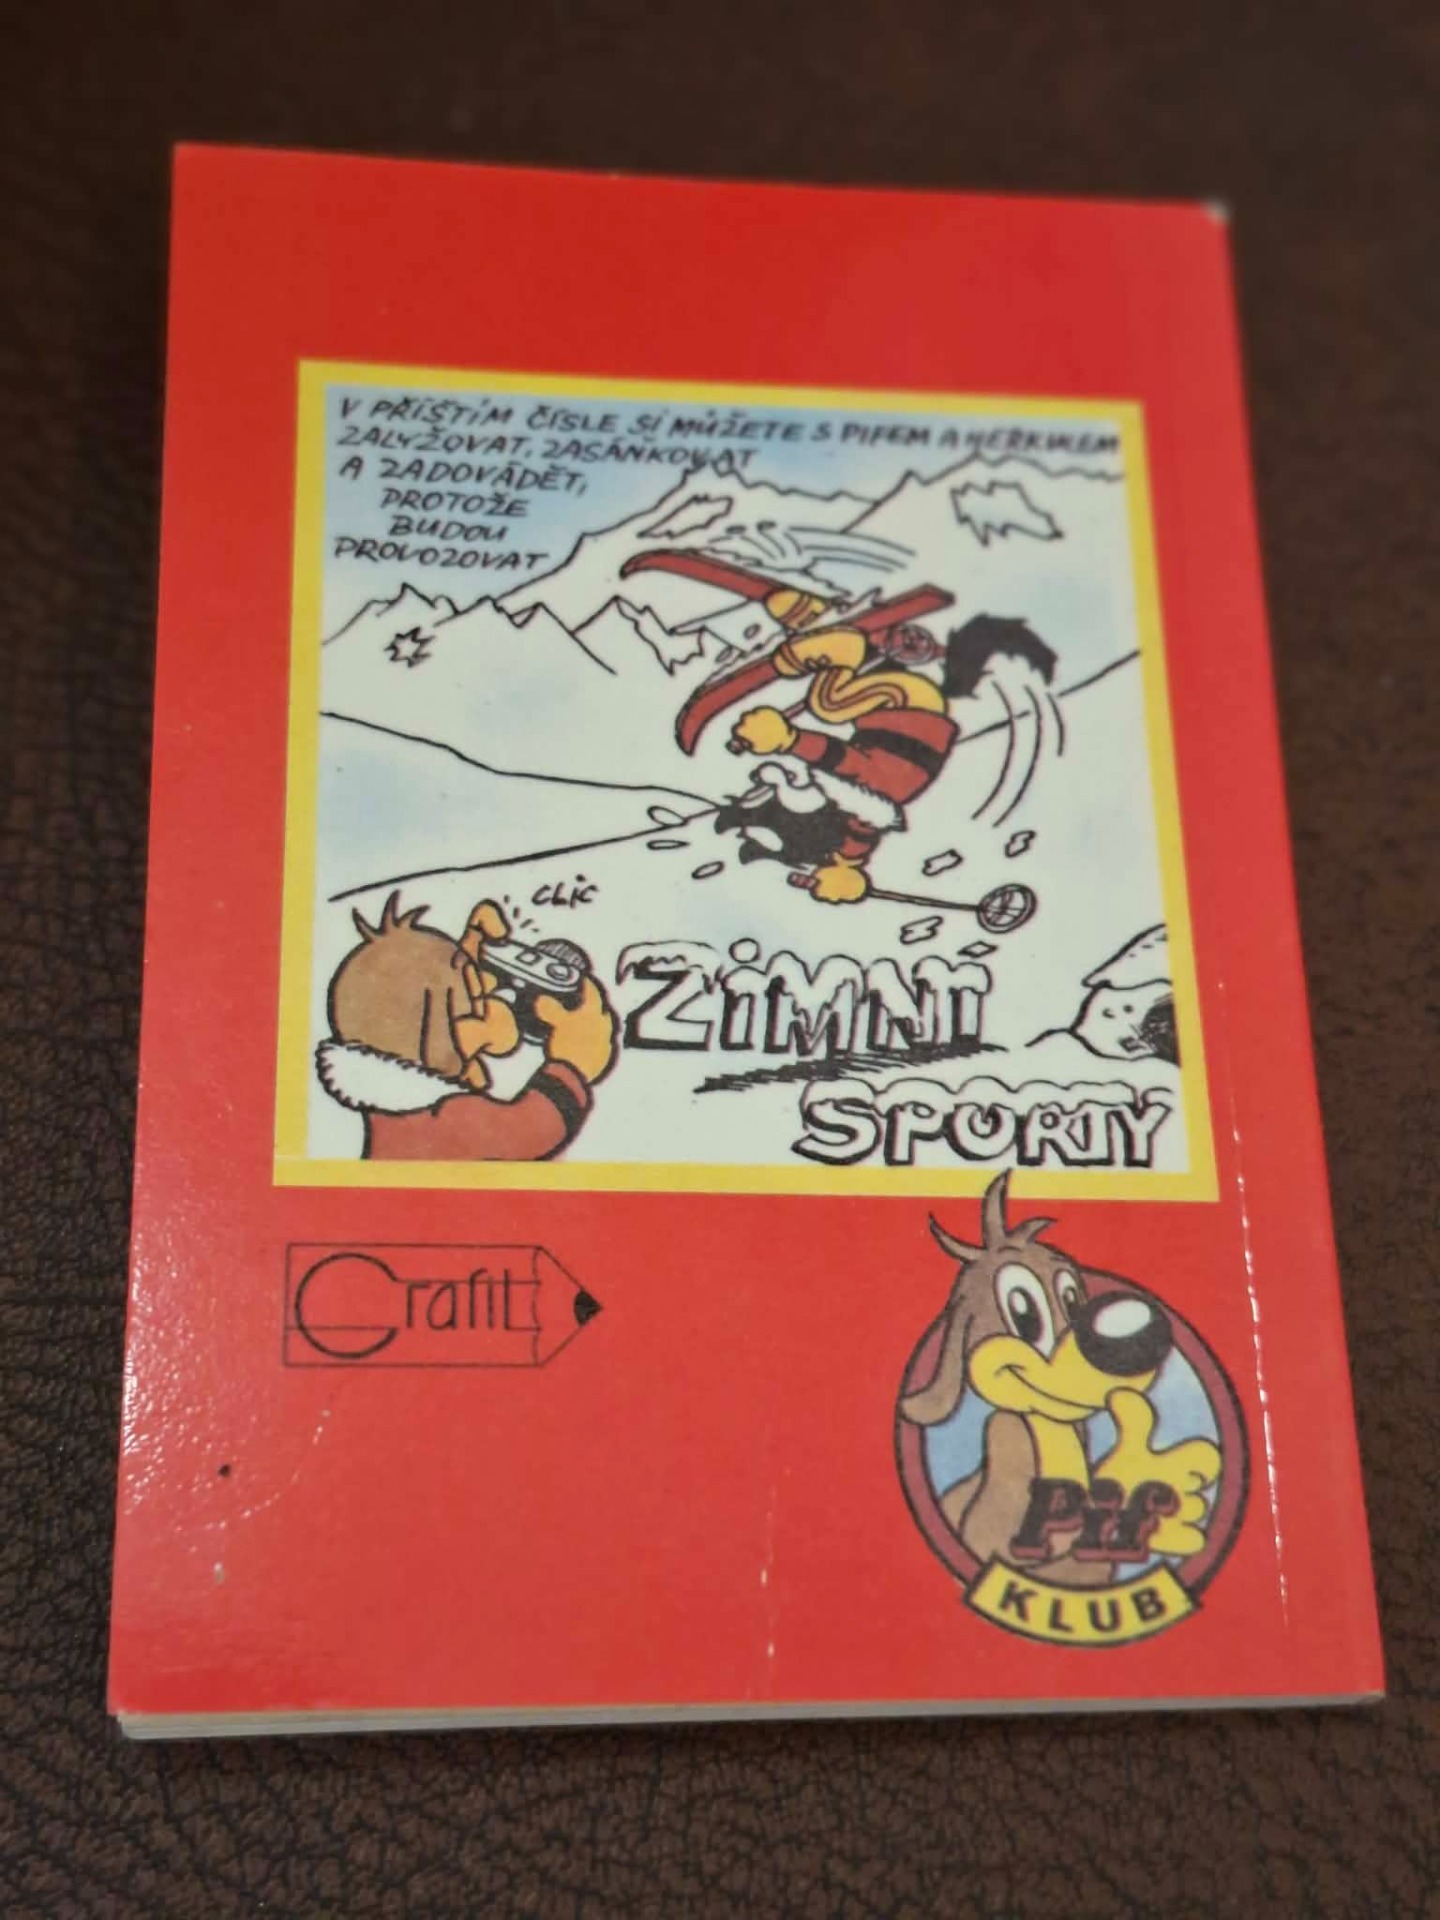 V PŘÍŠTÍM ČÍSLE SI MŮŽETE S PIFEM A HERKULEM
ZALYŽOVAT, ZASÁŇKOVAT
A ZADOVÁDĚT,
PROTOŽE
BUDOU
PROVOZOVAT
CLIC
ZIMNÍ
SPORTY
Grafit
Pif
KLUB